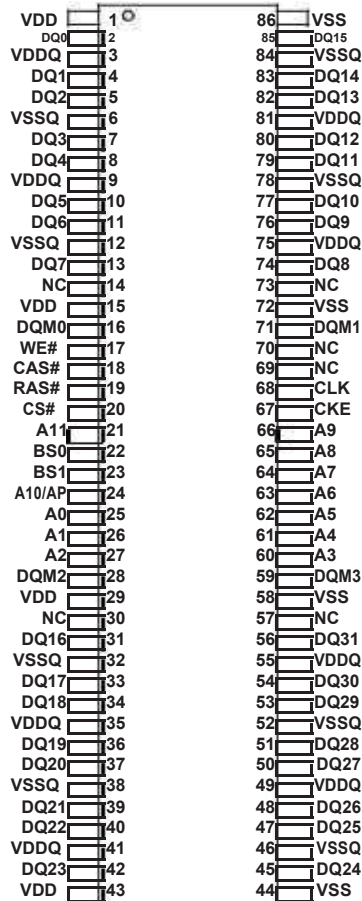 VDD 1 86 VSS
DQ0 2 85 DQ15
VDDQ 3 84 VSSQ
DQ1 4 83 DQ14
DQ2 5 82 DQ13
VSSQ 6 81 VDDQ
DQ3 7 80 DQ12
DQ4 8 79 DQ11
VDDQ 9 78 VSSQ
DQ5 10 77 DQ10
DQ6 11 76 DQ9
VSSQ 12 75 VDDQ
DQ7 13 74 DQ8
NC 14 73 NC
VDD 15 72 VSS
DQM0 16 71 DQM1
WE# 17 70 NC
CAS# 18 69 NC
RAS# 19 68 CLK
CS# 20 67 CKE
A11 21 66 A9
BS0 22 65 A8
BS1 23 64 A7
A10/AP 24 63 A6
A0 25 62 A5
A1 26 61 A4
A2 27 60 A3
DQM2 28 59 DQM3
VDD 29 58 VSS
NC 30 57 NC
DQ16 31 56 DQ31
VSSQ 32 55 VDDQ
DQ17 33 54 DQ30
DQ18 34 53 DQ29
VDDQ 35 52 VSSQ
DQ19 36 51 DQ28
DQ20 37 50 DQ27
VSSQ 38 49 VDDQ
DQ21 39 48 DQ26
DQ22 40 47 DQ25
VDDQ 41 46 VSSQ
DQ23 42 45 DQ24
VDD 43 44 VSS